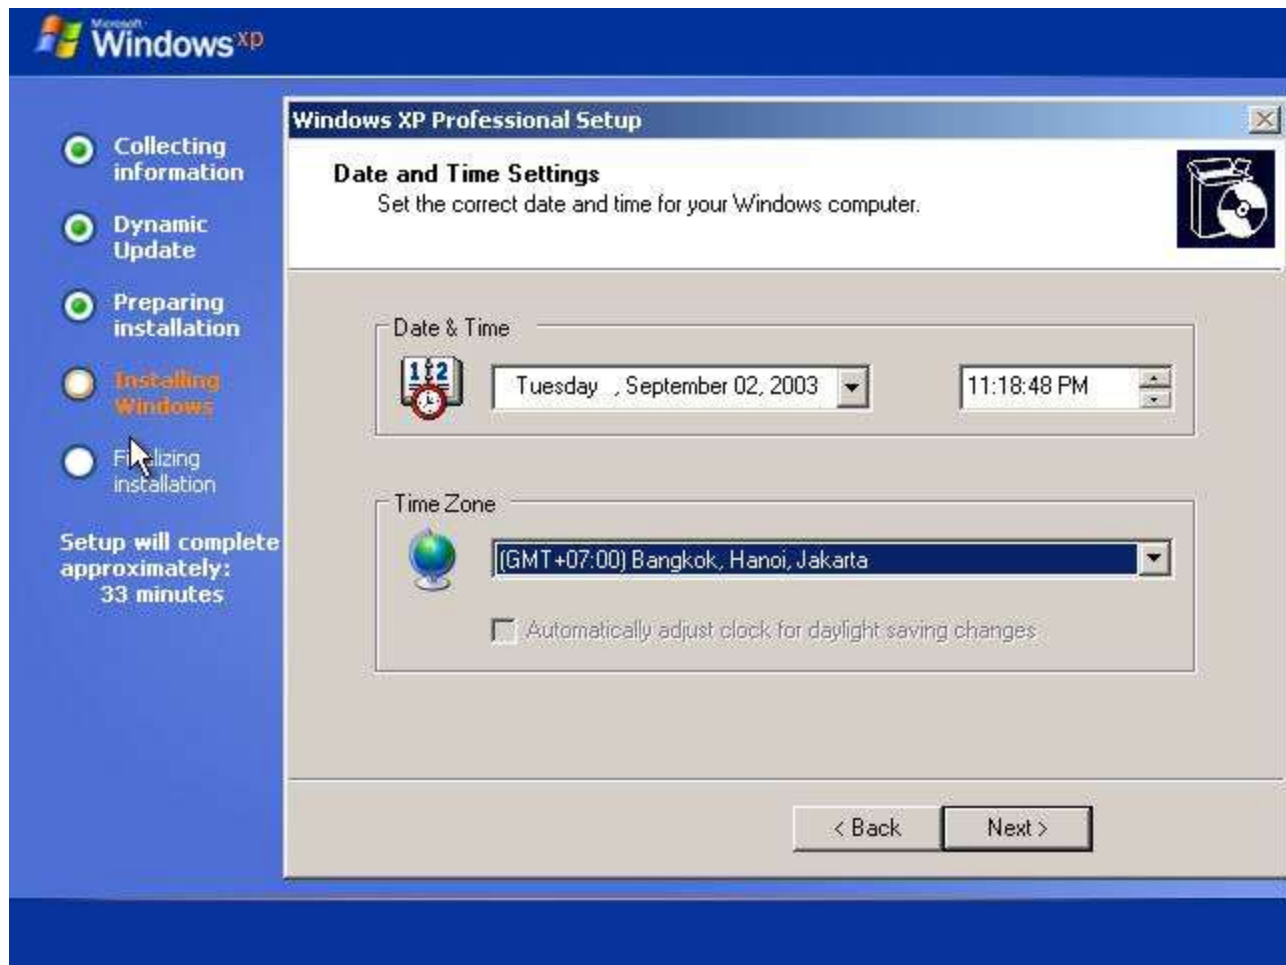 Microsoft
Windows xp
Collecting
information
Dynamic
Update
Preparing
installation
Installing
Windows
Finalizing
installation
Setup will complete
approximately:
33 minutes
Windows XP Professional Setup
Date and Time Settings
Set the correct date and time for your Windows computer.
Date & Time
1 2
Tuesday , September 02, 2003
11:18:48 PM
Time Zone
(GMT+07:00) Bangkok, Hanoi, Jakarta
Automatically adjust clock for daylight saving changes
< Back
Next >